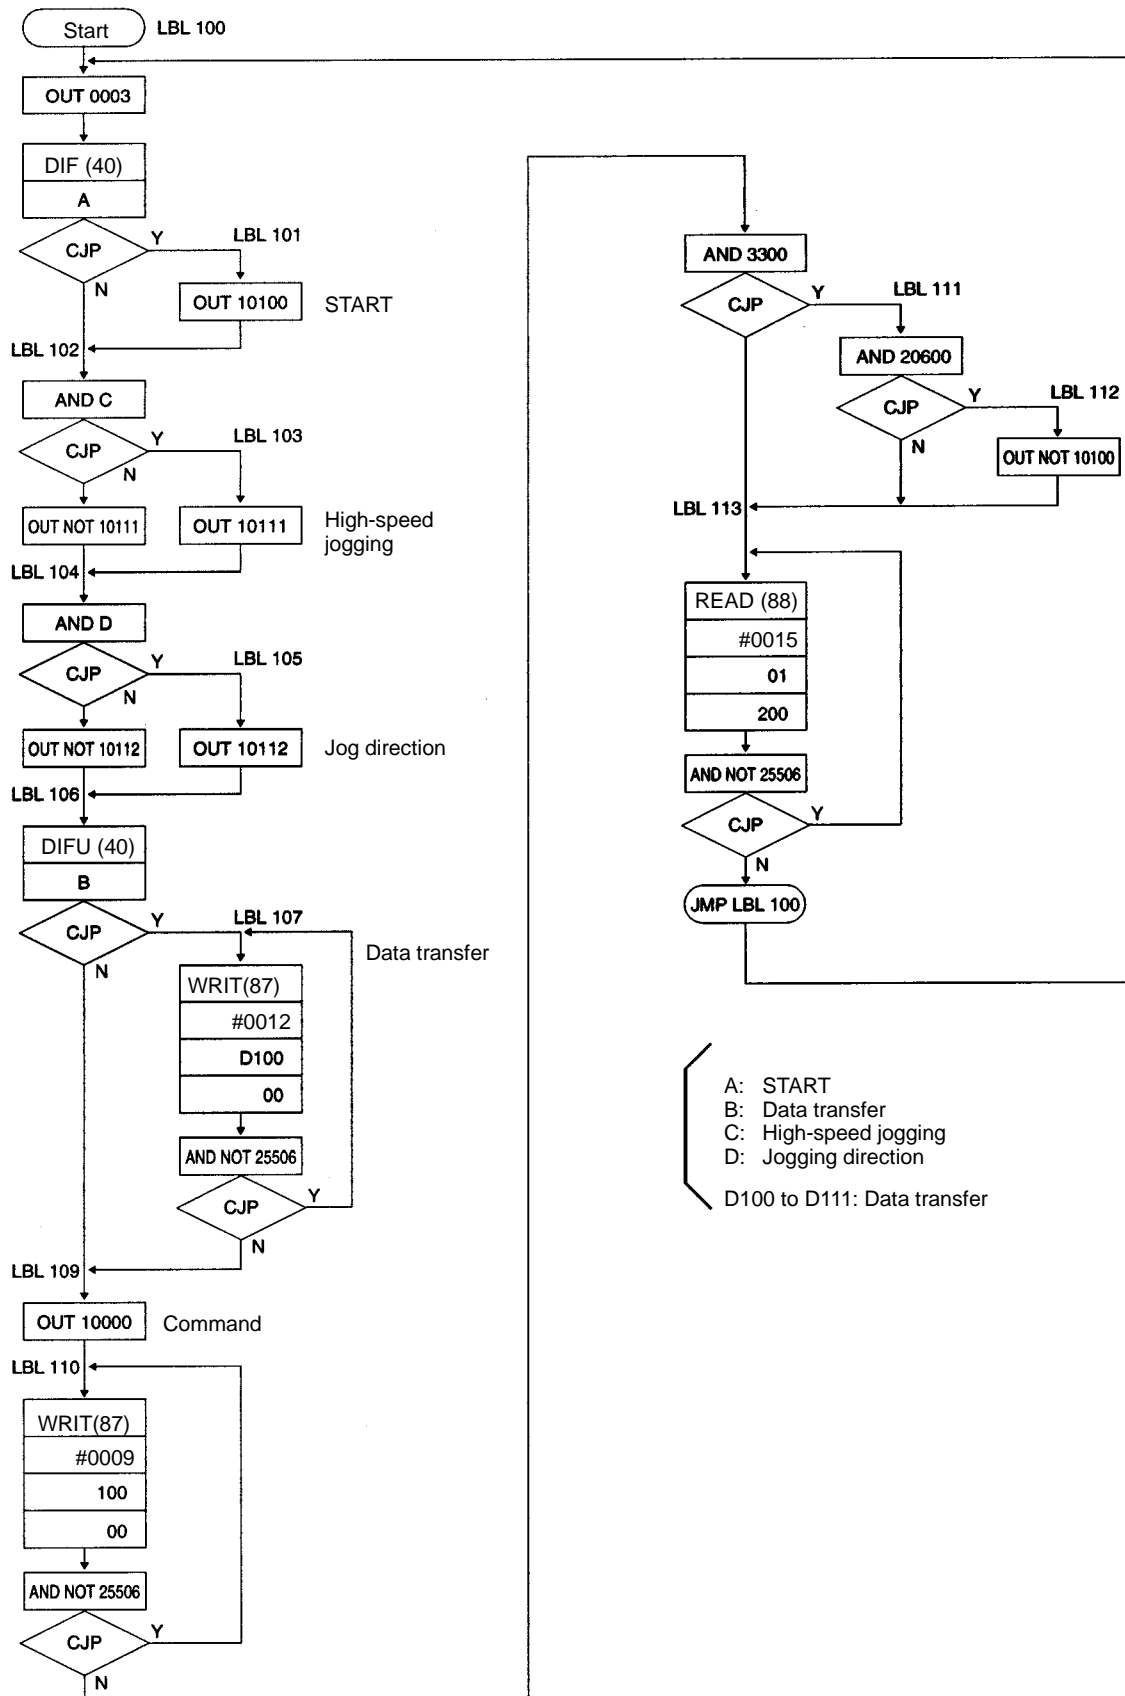 Start LBL 100
OUT 0003
DIF (40)
A
CJP Y LBL 101
N
OUT 10100 START
LBL 102
AND C
CJP Y LBL 103
N
OUT NOT 10111 OUT 10111 High-speed
jogging
LBL 104
AND D
CJP Y LBL 105
N
OUT NOT 10112 OUT 10112 Jog direction
LBL 106
DIFU (40)
B
CJP Y LBL 107
N
Data transfer
WRIT(87)
#0012
D100
00
AND NOT 25506
CJP Y
N
LBL 109
OUT 10000 Command
LBL 110
WRIT(87)
#0009
100
00
AND NOT 25506
CJP Y
N
AND 3300
CJP Y LBL 111
AND 20600
CJP Y LBL 112
N
OUT NOT 10100
LBL 113
READ (88)
#0015
01
200
AND NOT 25506
CJP Y
N
JMP LBL 100
A: START
B: Data transfer
C: High-speed jogging
D: Jogging direction
D100 to D111: Data transfer